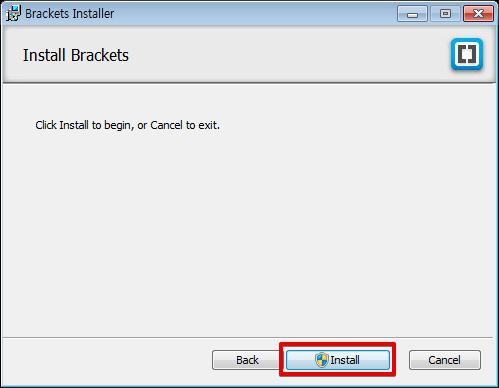 Brackets Installer
Install Brackets
Click Install to begin, or Cancel to exit.
Back
Install
Cancel